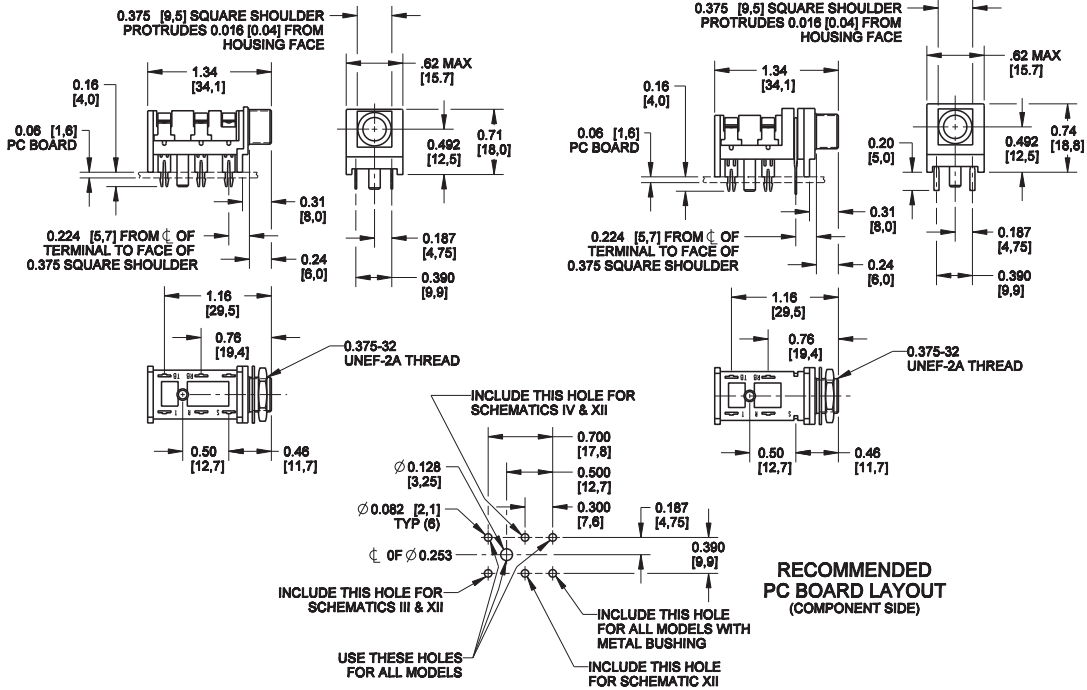 0.375 [9,5] SQUARE SHOULDER
PROTRUDES 0.016 [0.04] FROM
HOUSING FACE
.62 MAX
[15.7]
1.34
[34,1]
0.16
[4,0]
0.06 [1,6]
PC BOARD
0.492
[12,5]
0.71
[18,0]
0.31
[8,0]
0.224 [5,7] FROM ℄ OF
TERMINAL TO FACE OF
0.375 SQUARE SHOULDER
0.24
[6,0]
0.187
[4,75]
0.390
[9,9]
1.16
[29,5]
0.76
[19,4]
0.375-32
UNEF-2A THREAD
TB RB
T R S
0.50
[12,7]
0.46
[11,7]
0.375 [9,5] SQUARE SHOULDER
PROTRUDES 0.016 [0.04] FROM
HOUSING FACE
.62 MAX
[15.7]
1.34
[34,1]
0.16
[4,0]
0.06 [1,6]
PC BOARD
0.20
[5,0]
0.492
[12,5]
0.74
[18,8]
0.31
[8,0]
0.224 [5,7] FROM ℄ OF
TERMINAL TO FACE OF
0.375 SQUARE SHOULDER
0.24
[6,0]
0.187
[4,75]
0.390
[9,9]
1.16
[29,5]
0.76
[19,4]
0.375-32
UNEF-2A THREAD
TB RB
T R S
0.50
[12,7]
0.46
[11,7]
INCLUDE THIS HOLE FOR
SCHEMATICS IV & XII
0.700
[17,8]
Ø 0.128
[3,25]
0.500
[12,7]
0.300
[7,6]
0.187
[4,75]
Ø 0.082 [2,1]
TYP (6)
℄ 0F Ø 0.253
0.390
[9,9]
INCLUDE THIS HOLE FOR
SCHEMATICS III & XII
RECOMMENDED
PC BOARD LAYOUT
(COMPONENT SIDE)
INCLUDE THIS HOLE
FOR ALL MODELS WITH
METAL BUSHING
USE THESE HOLES
FOR ALL MODELS
INCLUDE THIS HOLE
FOR SCHEMATIC XII